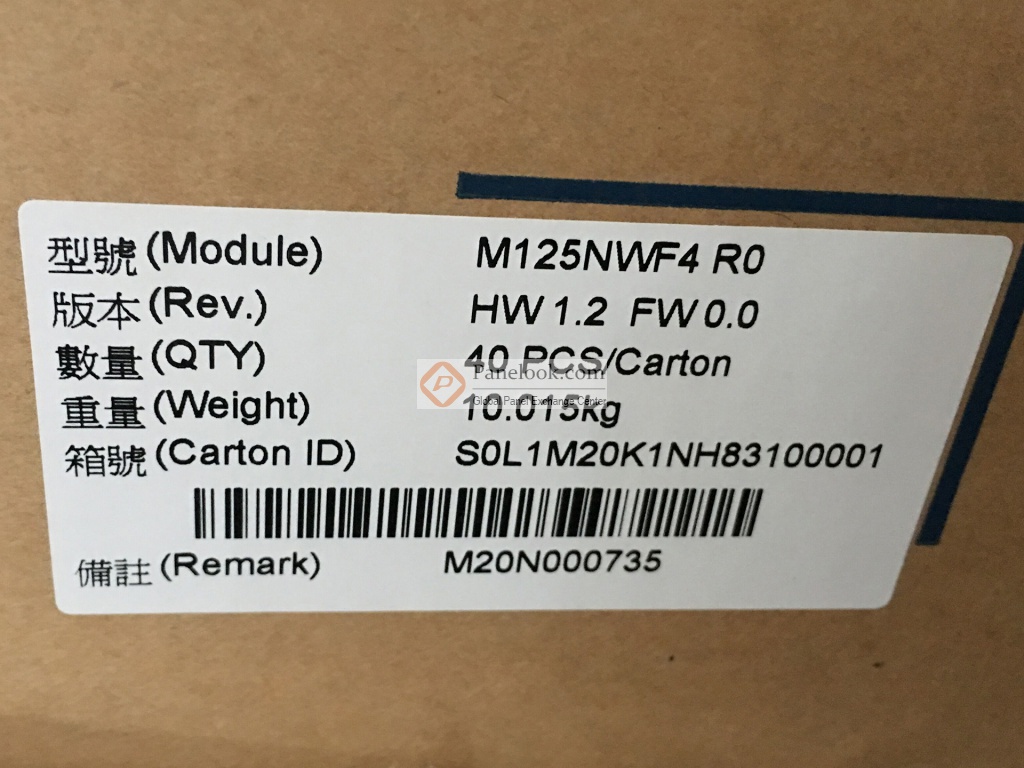 型號(Module) M125NWF4 R0
版本(Rev.) HW 1.2 FW 0.0
數量(QTY) 40 PCS/Carton
重量(Weight) 10.015kg
箱號(Carton ID) S0L1M20K1NH83100001
備註(Remark) M20N000735
Panelook.com
Global Panel Exchange Center